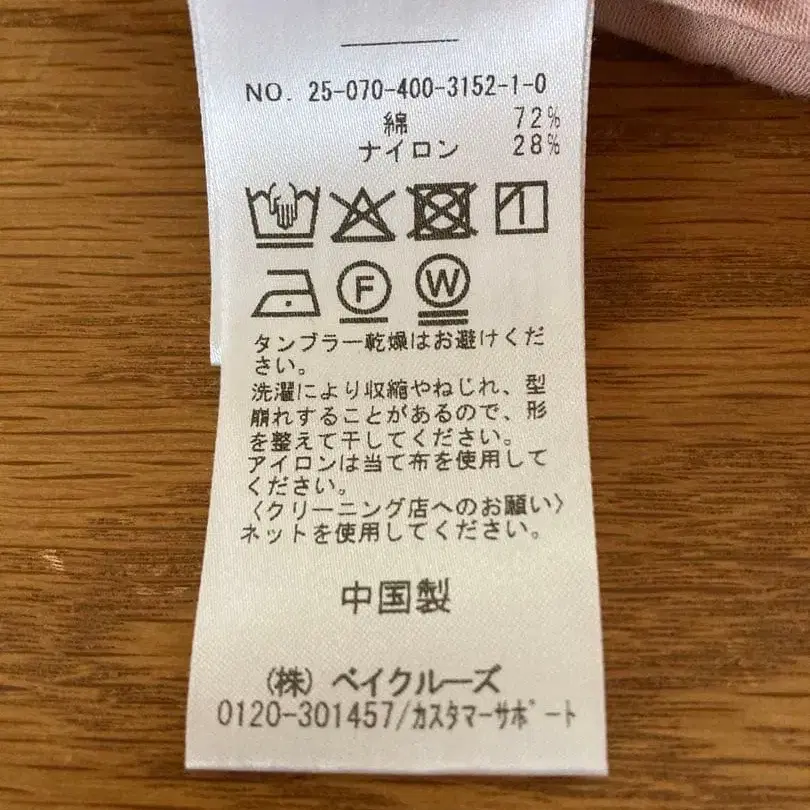 NO. 25-070-400-3152-1-0
綿 72%
ナイロン 28%
F W
タンブラー乾燥はお避けくだ
さい。
洗濯により収縮やねじれ、型
崩れすることがあるので、形
を整えて干してください。
アイロンは当て布を使用して
ください。
〈クリーニング店へのお願い〉
ネットを使用してください。
中国製
(株) ベイクルーズ
0120-301457/カスタマーサポート